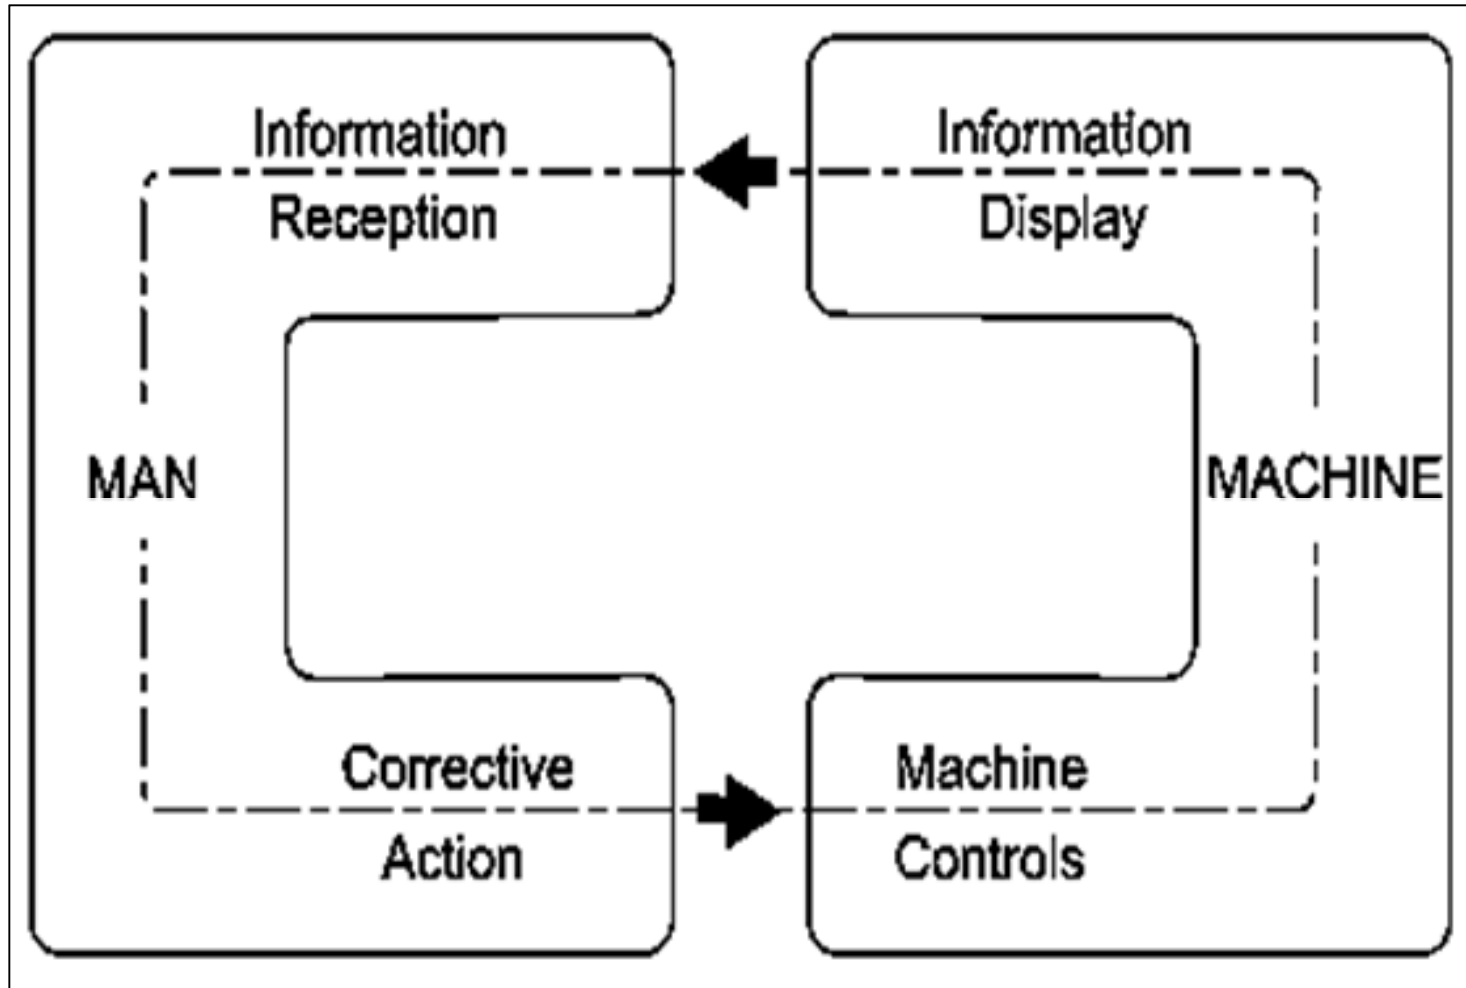 Information
Reception
Information
Display
MAN
MACHINE
Corrective
Action
Machine
Controls